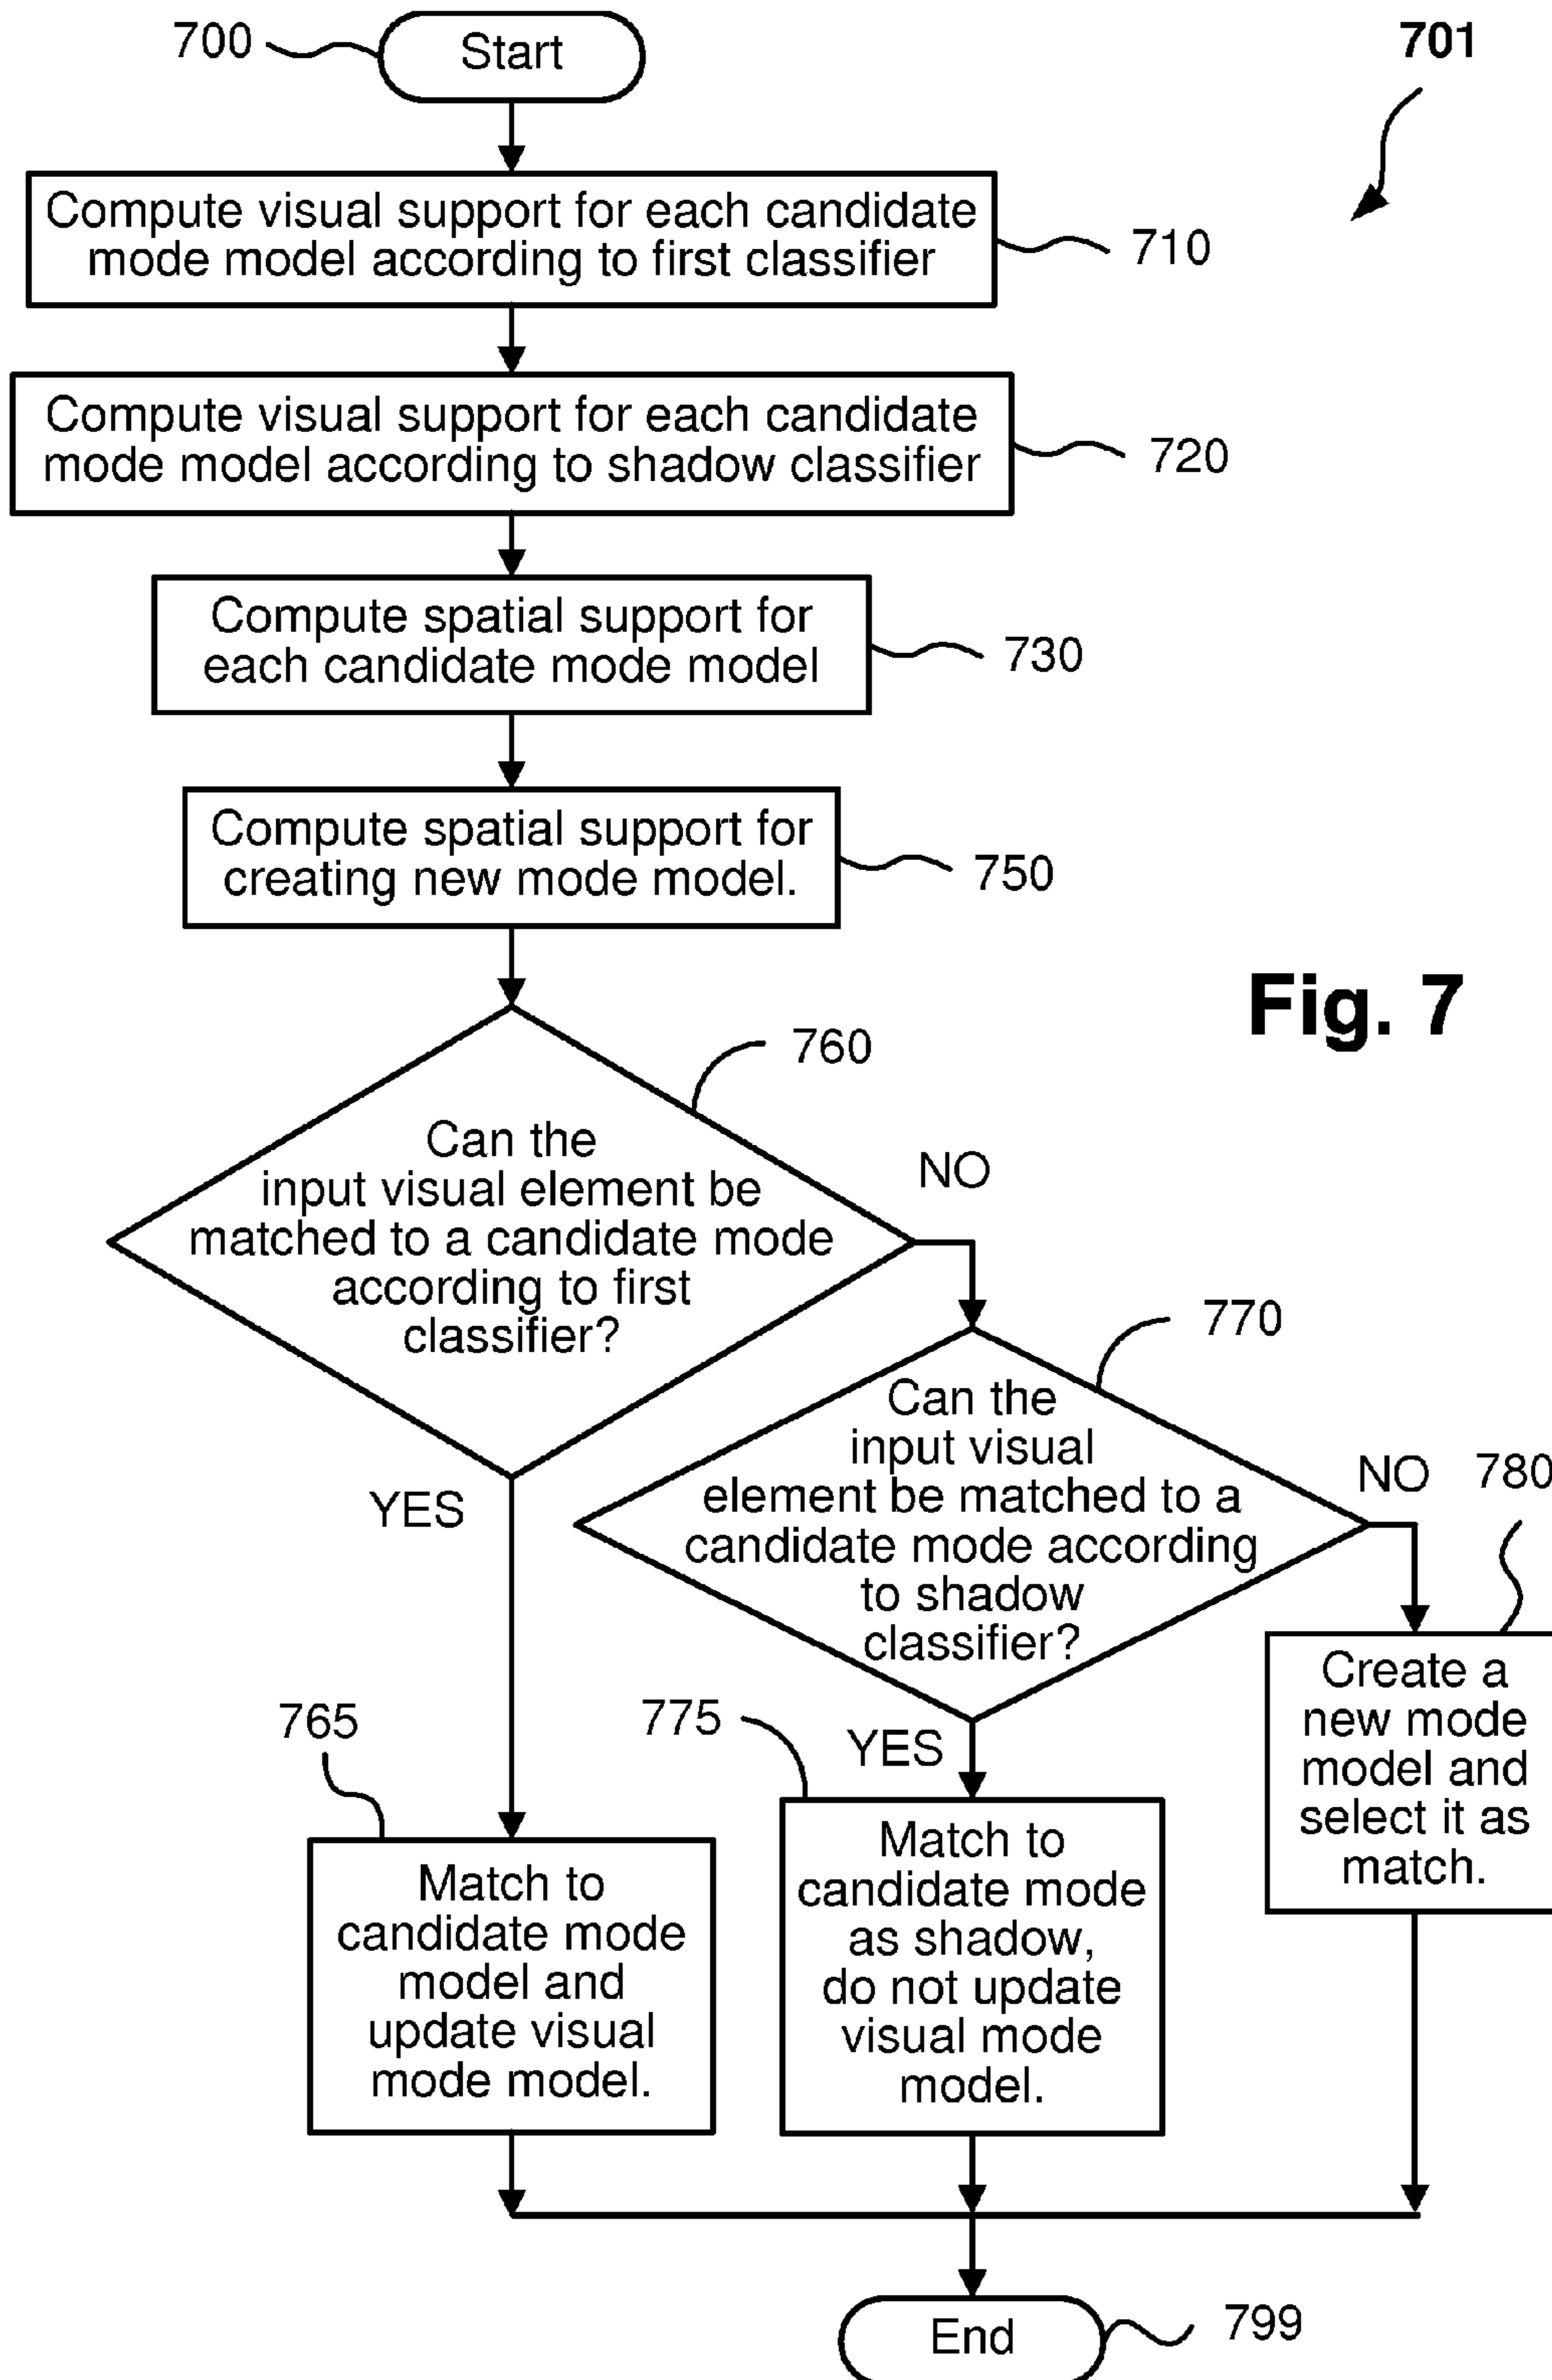 700
Start
701
Compute visual support for each candidate
mode model according to first classifier
710
Compute visual support for each candidate
mode model according to shadow classifier
720
Compute spatial support for
each candidate mode model
730
Compute spatial support for
creating new mode model.
750
Fig. 7
760
Can the
input visual element be
matched to a candidate mode
according to first
classifier?
NO
YES
770
Can the
input visual
element be matched to a
candidate mode according
to shadow
classifier?
NO
780
YES
765
Match to
candidate mode
model and
update visual
mode model.
775
Match to
candidate mode
as shadow,
do not update
visual mode
model.
Create a
new mode
model and
select it as
match.
End
799